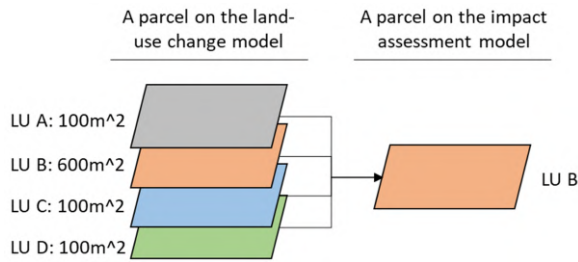 A parcel on the land-
use change model
A parcel on the impact
assessment model
LU A: 100m^2
LU B: 600m^2
LU C: 100m^2
LU D: 100m^2
LU B